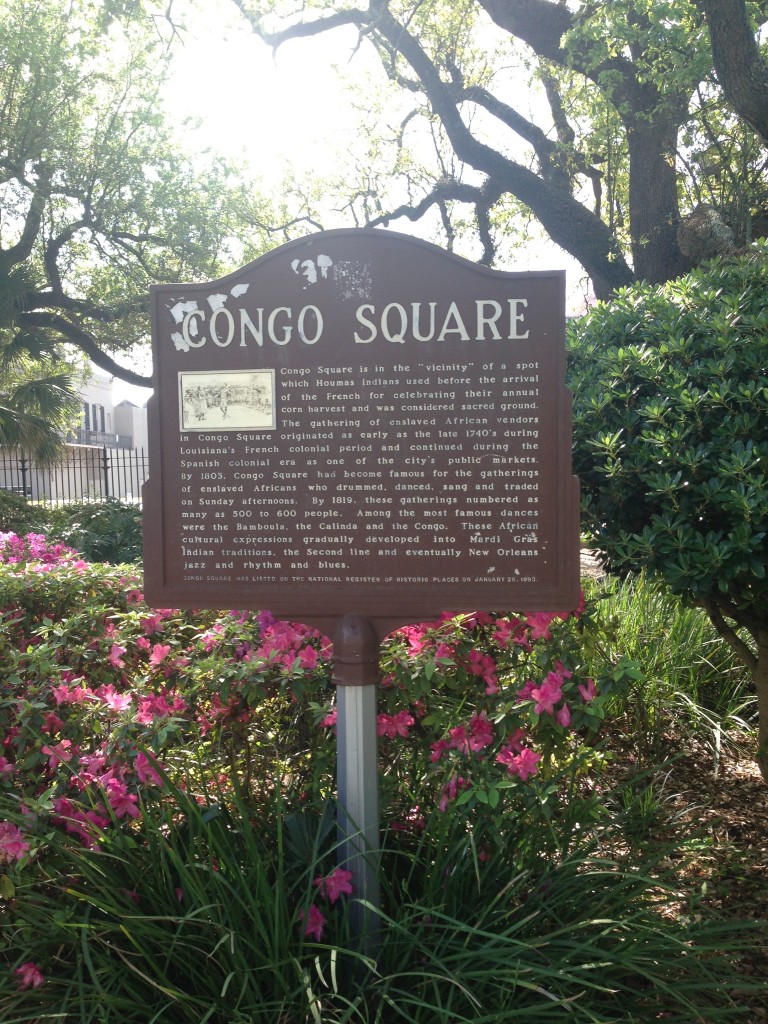 CONGO SQUARE
Congo Square is in the "vicinity" of a spot
which Houmas Indians used before the arrival
of the French for celebrating their annual
corn harvest and was considered sacred ground.
The gathering of enslaved African vendors
in Congo Square originated as early as the late 1740's during
Louisiana's French colonial period and continued during the
Spanish colonial era as one of the city's public markets.
By 1803, Congo Square had become famous for the gatherings
of enslaved Africans who drummed, danced, sang and traded
on Sunday afternoons. By 1819, these gatherings numbered as
many as 500 to 600 people. Among the most famous dances
were the Bamboula, the Calinda and the Congo. These African
cultural expressions gradually developed into Mardi Gras
Indian traditions, the Second line and eventually New Orleans
jazz and rhythm and blues.
CONGO SQUARE WAS LISTED ON THE NATIONAL REGISTER OF HISTORIC PLACES ON JANUARY 28, 1993.